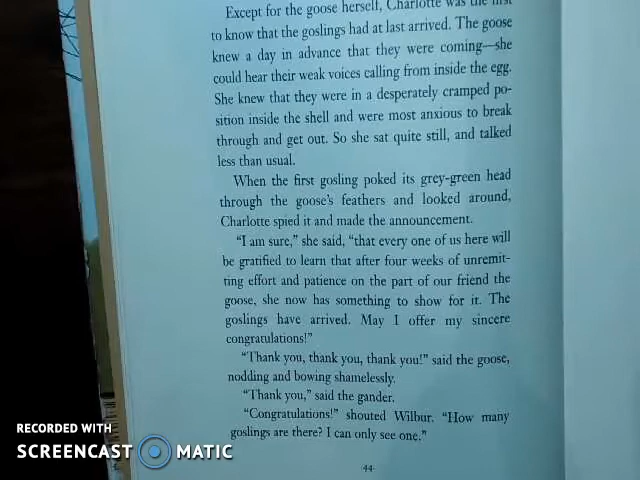 Except for the goose herself, Charlotte was the first
to know that the goslings had at last arrived. The goose
knew a day in advance that they were coming—she
could hear their weak voices calling from inside the egg.
She knew that they were in a desperately cramped po-
sition inside the shell and were most anxious to break
through and get out. So she sat quite still, and talked
less than usual.
When the first gosling poked its grey-green head
through the goose's feathers and looked around,
Charlotte spied it and made the announcement.
"I am sure," she said, "that every one of us here will
be gratified to learn that after four weeks of unremit-
ting effort and patience on the part of our friend the
goose, she now has something to show for it. The
goslings have arrived. May I offer my sincere
congratulations!"
"Thank you, thank you, thank you!" said the goose,
nodding and bowing shamelessly.
"Thank you," said the gander.
"Congratulations!" shouted Wilbur. "How many
goslings are there? I can only see one."
·44·
RECORDED WITH
SCREENCAST MATIC